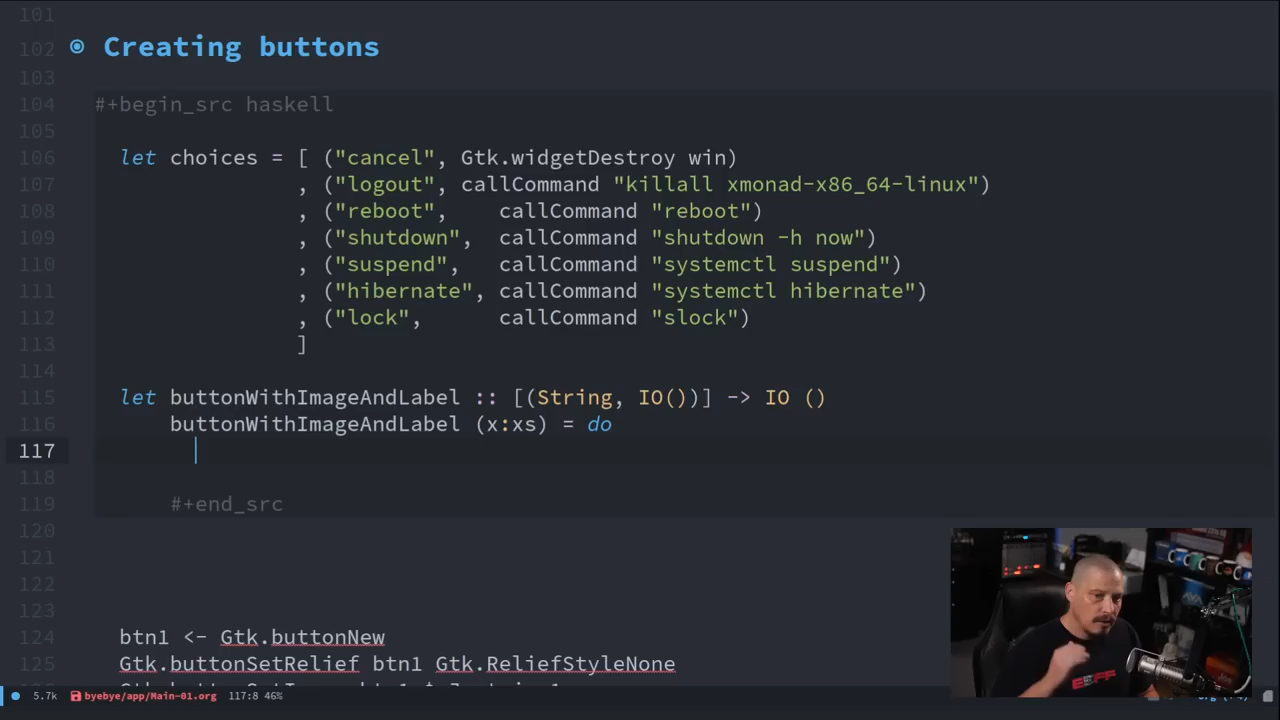 101
102 Creating buttons
103
104 #+begin_src haskell
105
106 let choices = [ ("cancel", Gtk.widgetDestroy win)
107 , ("logout", callCommand "killall xmonad-x86_64-linux")
108 , ("reboot", callCommand "reboot")
109 , ("shutdown", callCommand "shutdown -h now")
110 , ("suspend", callCommand "systemctl suspend")
111 , ("hibernate", callCommand "systemctl hibernate")
112 , ("lock", callCommand "slock")
113 ]
114
115 let buttonWithImageAndLabel :: [(String, IO())] -> IO ()
116 buttonWithImageAndLabel (x:xs) = do
117
118
119 #+end_src
120
121
122
123
124 btn1 <- Gtk.buttonNew
125 Gtk.buttonSetRelief btn1 Gtk.ReliefStyleNone
5.7k byebye/app/Main-01.org 117:8 46%